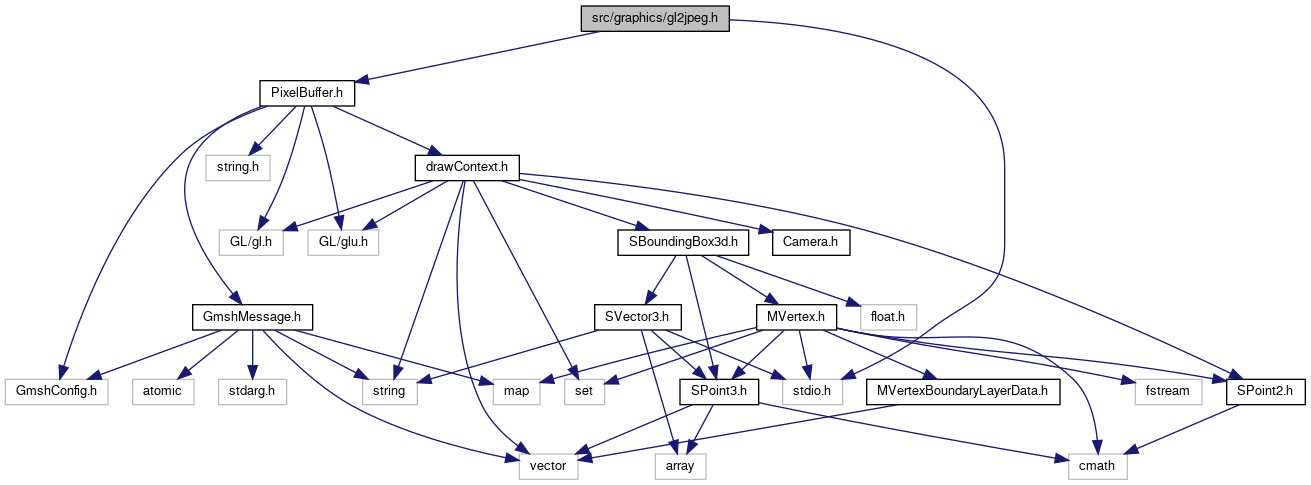 src/graphics/gl2jpeg.h
PixelBuffer.h
string.h
drawContext.h
GL/gl.h
GL/glu.h
SBoundingBox3d.h
Camera.h
GmshMessage.h
SVector3.h
MVertex.h
float.h
GmshConfig.h
atomic
stdarg.h
string
map
set
SPoint3.h
stdio.h
MVertexBoundaryLayerData.h
fstream
SPoint2.h
vector
array
cmath